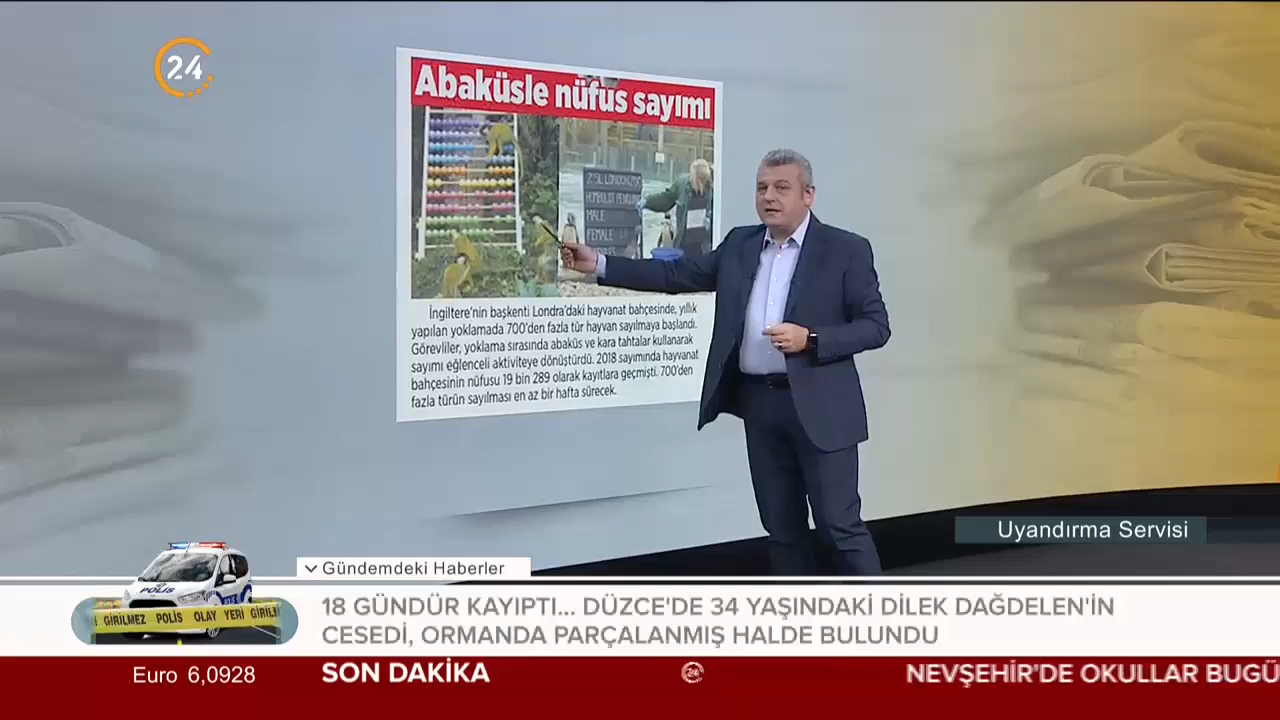 24
Abaküsle nüfus sayımı
ZSL LONDON ZOO
HUMBOLDT PENGUINS
MALE
FEMALE
İngiltere'nin başkenti Londra'daki hayvanat bahçesinde, yıllık
yapılan yoklamada 700'den fazla tür hayvan sayılmaya başlandı.
Görevliler, yoklama sırasında abaküs ve kara tahtalar kullanarak
sayımı eğlenceli aktiviteye dönüştürdü. 2018 sayımında hayvanat
bahçesinin nüfusu 19 bin 289 olarak kayıtlara geçmişti. 700'den
fazla türün sayılması en az bir hafta sürecek.
Uyandırma Servisi
Gündemdeki Haberler
POLİS
GİRİLMEZ POLİS OLAY YERİ GİRİL
18 GÜNDÜR KAYIPTI... DÜZCE'DE 34 YAŞINDAKİ DİLEK DAĞDELEN'İN
CESEDİ, ORMANDA PARÇALANMIŞ HALDE BULUNDU
Euro 6,0928
SON DAKİKA
24
NEVŞEHİR'DE OKULLAR BUGÜ